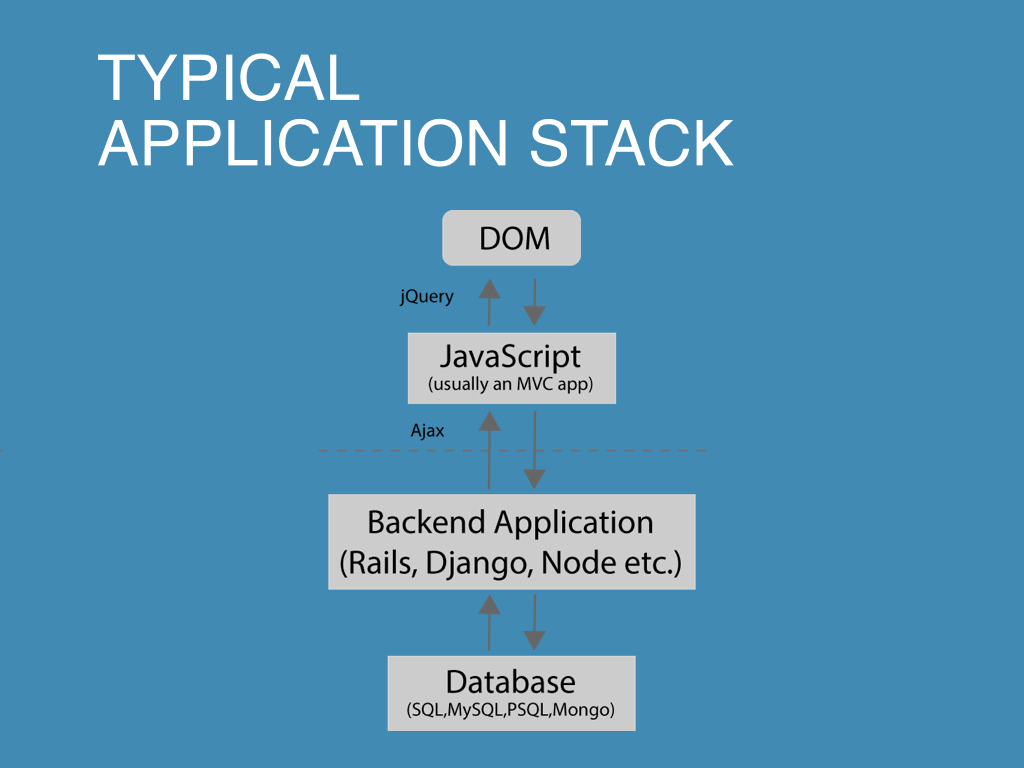 TYPICAL
APPLICATION STACK
DOM
jQuery
JavaScript
(usually an MVC app)
Ajax
Backend Application
(Rails, Django, Node etc.)
Database
(SQL,MySQL,PSQL,Mongo)